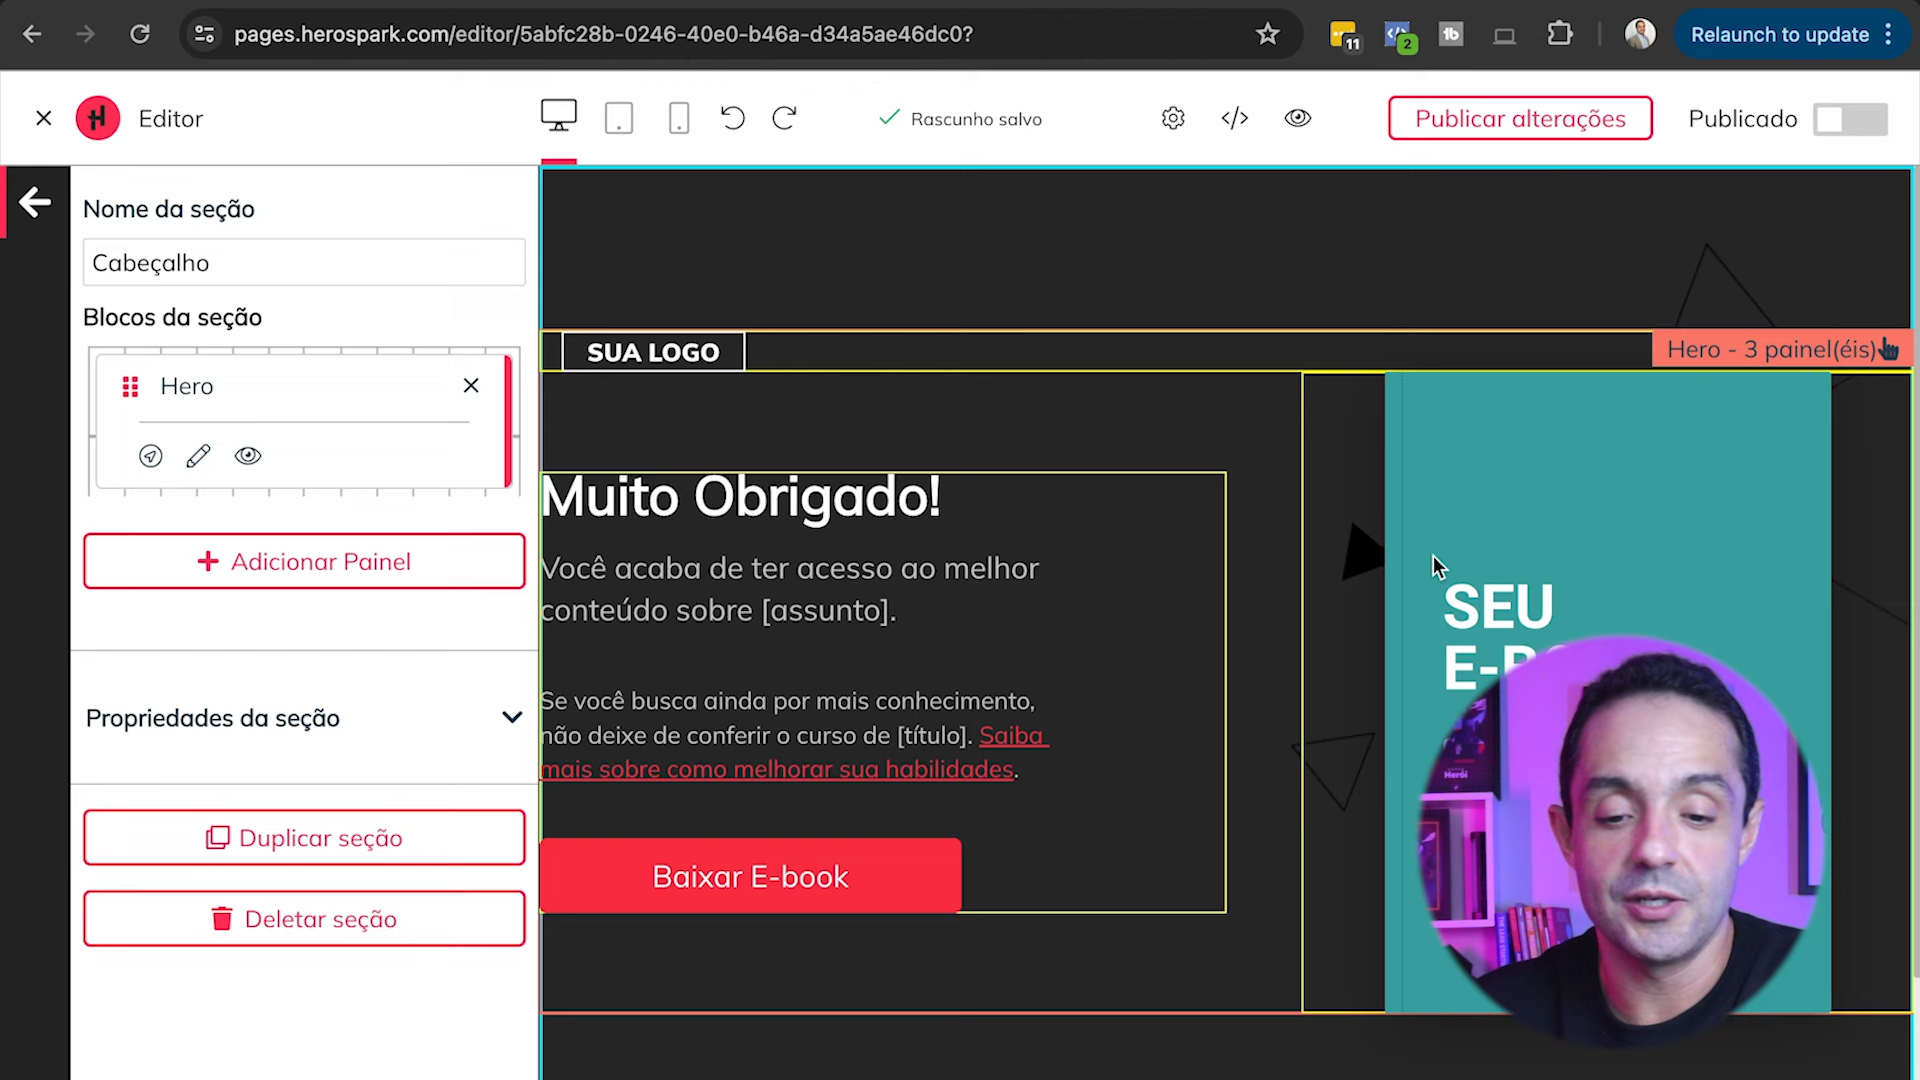 pages.herospark.com/editor/5abfc28b-0246-40e0-b46a-d34a5ae46dc0?
11
2
Relaunch to update
Editor
Rascunho salvo
Publicar alterações
Publicado
Nome da seção
Cabeçalho
Blocos da seção
Hero
Adicionar Painel
Propriedades da seção
Duplicar seção
Deletar seção
SUA LOGO
Hero - 3 painel(éis)
Muito Obrigado!
Você acaba de ter acesso ao melhor
conteúdo sobre [assunto].
Se você busca ainda por mais conhecimento,
não deixe de conferir o curso de [título]. Saiba
mais sobre como melhorar sua habilidades.
Baixar E-book
SEU
Herói